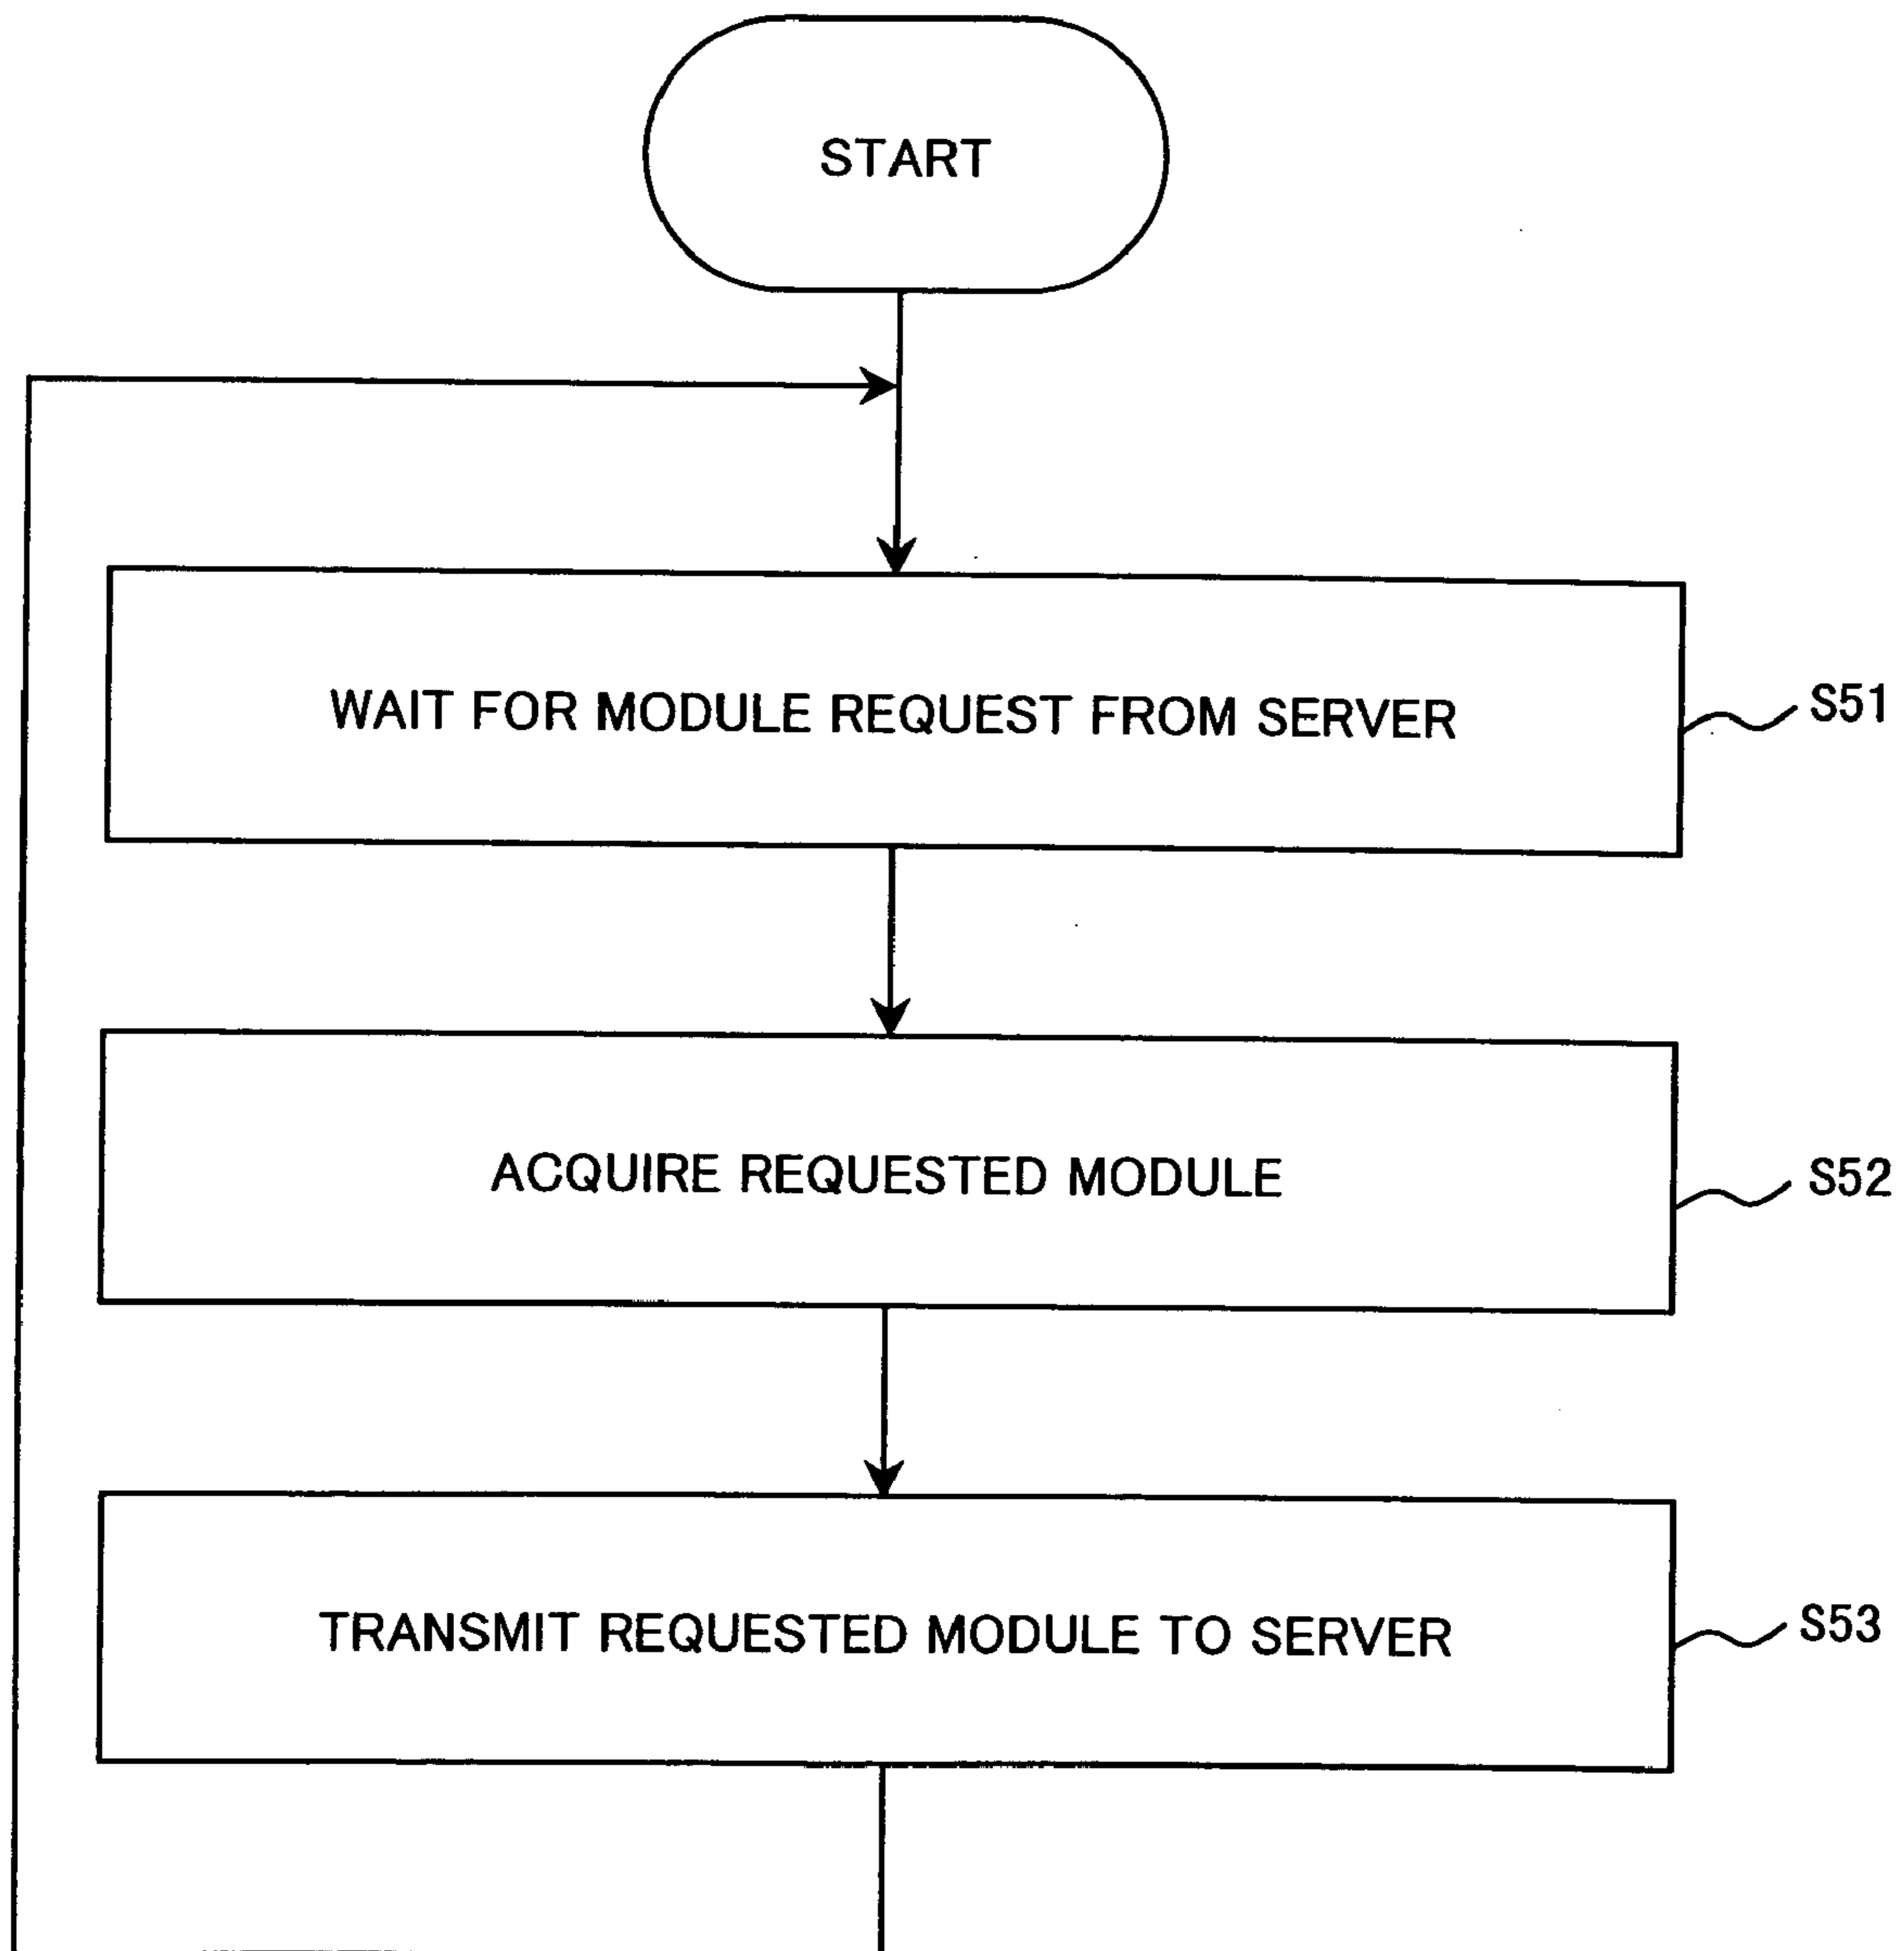 START
WAIT FOR MODULE REQUEST FROM SERVER
S51
ACQUIRE REQUESTED MODULE
S52
TRANSMIT REQUESTED MODULE TO SERVER
S53